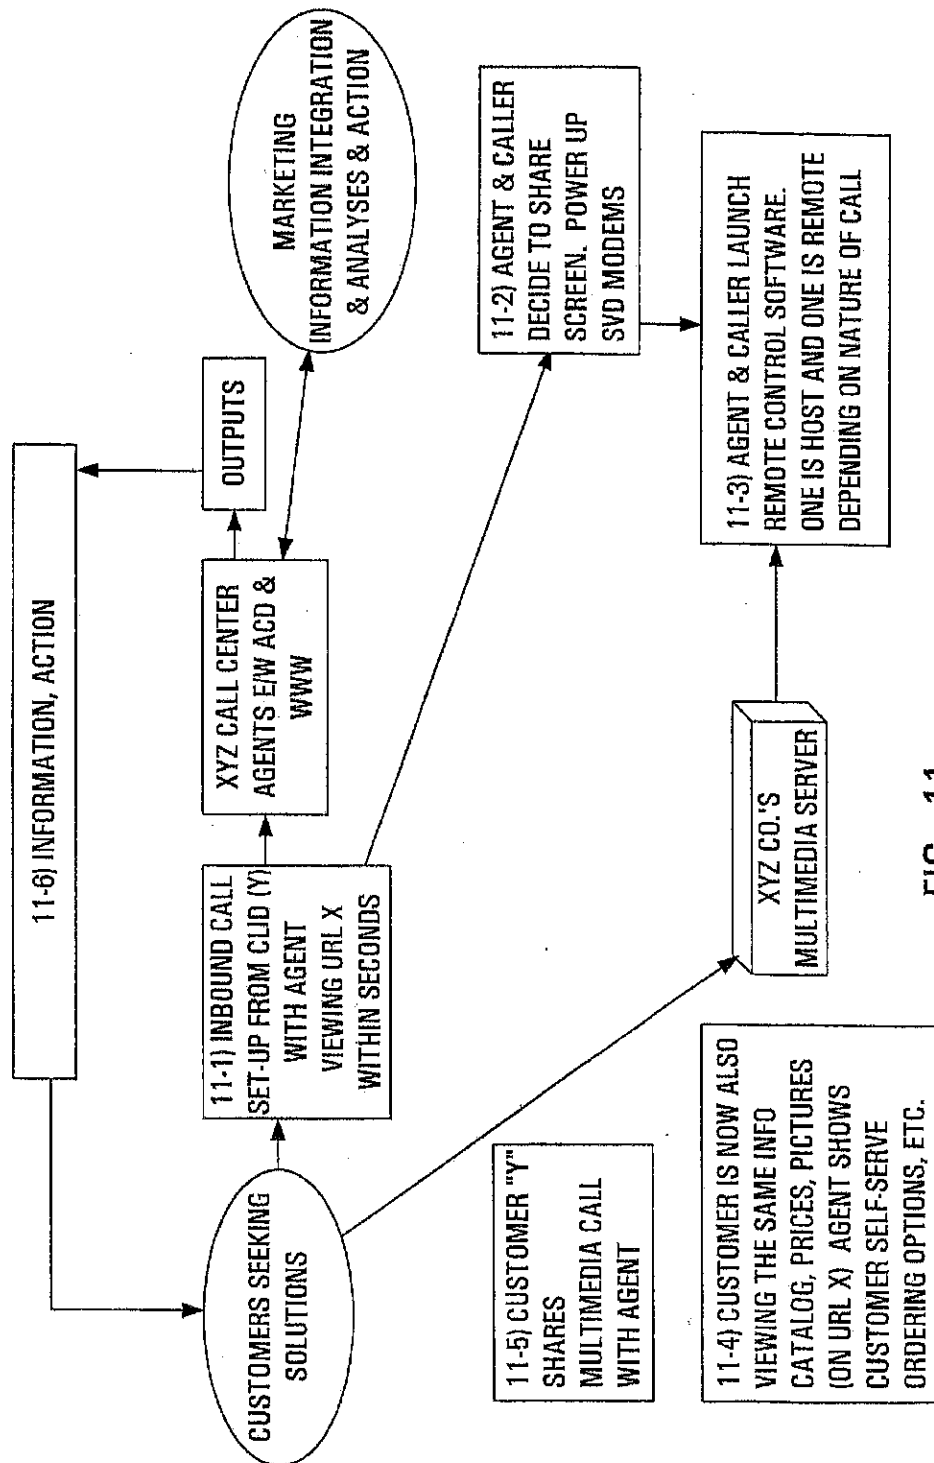 11-6) INFORMATION, ACTION
CUSTOMERS SEEKING
SOLUTIONS
11-1) INBOUND CALL
SET-UP FROM CLID (Y)
WITH AGENT
VIEWING URL X
WITHIN SECONDS
XYZ CALL CENTER
AGENTS E/W ACD &
WWW
OUTPUTS
MARKETING
INFORMATION INTEGRATION
& ANALYSES & ACTION
11-5) CUSTOMER "Y"
SHARES
MULTIMEDIA CALL
WITH AGENT
11-2) AGENT & CALLER
DECIDE TO SHARE
SCREEN. POWER UP
SVD MODEMS
11-4) CUSTOMER IS NOW ALSO
VIEWING THE SAME INFO
CATALOG, PRICES, PICTURES
(ON URL X) AGENT SHOWS
CUSTOMER SELF-SERVE
ORDERING OPTIONS, ETC.
XYZ CO.'S
MULTIMEDIA SERVER
11-3) AGENT & CALLER LAUNCH
REMOTE CONTROL SOFTWARE.
ONE IS HOST AND ONE IS REMOTE
DEPENDING ON NATURE OF CALL
FIG. 11